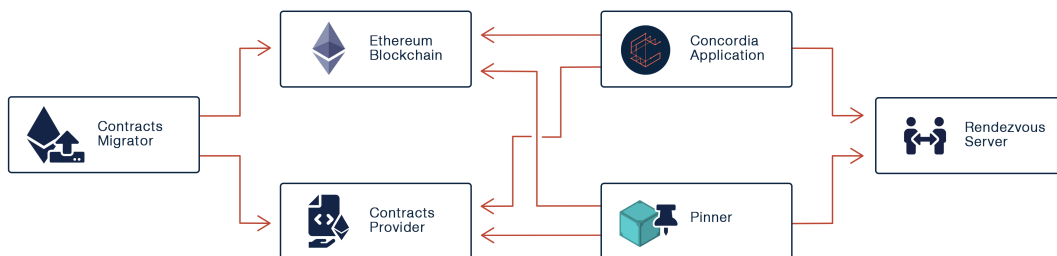 Ethereum
Blockchain
Concordia
Application
Contracts
Migrator
Rendezvous
Server
Contracts
Provider
Pinner